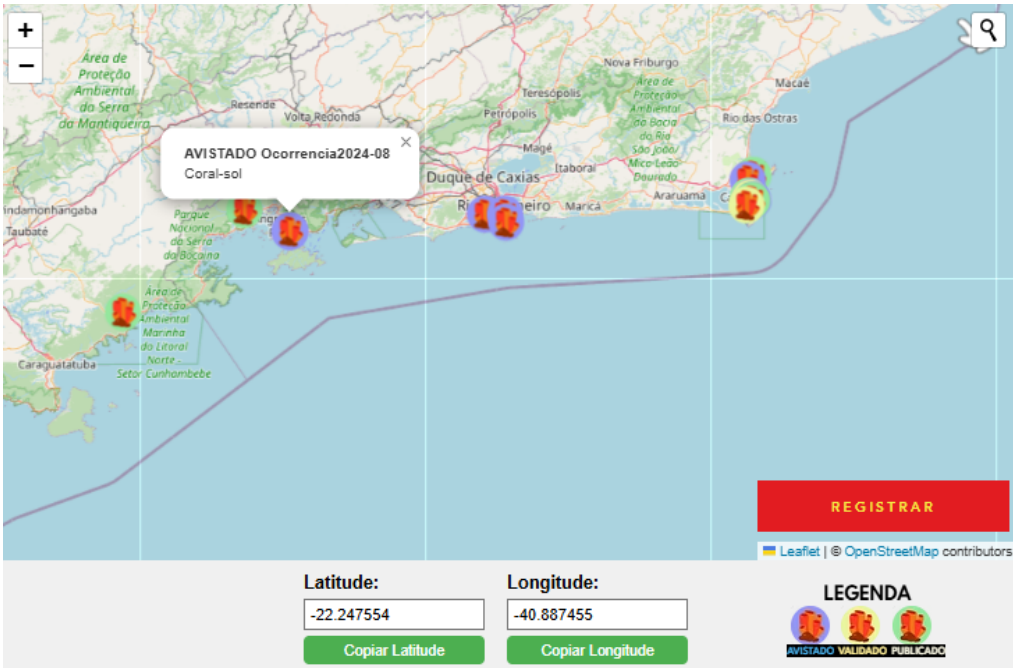 +
−
Área de
Proteção
Ambiental
da Serra
da Mantiqueira
Resende
Volta Redonda
Nova Friburgo
Teresópolis
Petrópolis
Área de
Proteção
Ambiental
da Bacia
do Rio
São João/
Mico-Leão
Dourado
Macaé
Rio das Ostras
×
AVISTADO Ocorrencia2024-08
Coral-sol
Magé
Itaboraí
Duque de Caxias
Maricá
Araruama
indamonhangaba
Taubaté
Parque
Nacional
da Serra
da Bocaina
Área de
Proteção
Ambiental
Marinha
do Litoral
Norte -
Setor Cunhambebe
Caraguatatuba
REGISTRAR
Leaflet | © OpenStreetMap contributors
Latitude: Longitude:
-22.247554 -40.887455
Copiar Latitude Copiar Longitude
LEGENDA
AVISTADO VALIDADO PUBLICADO